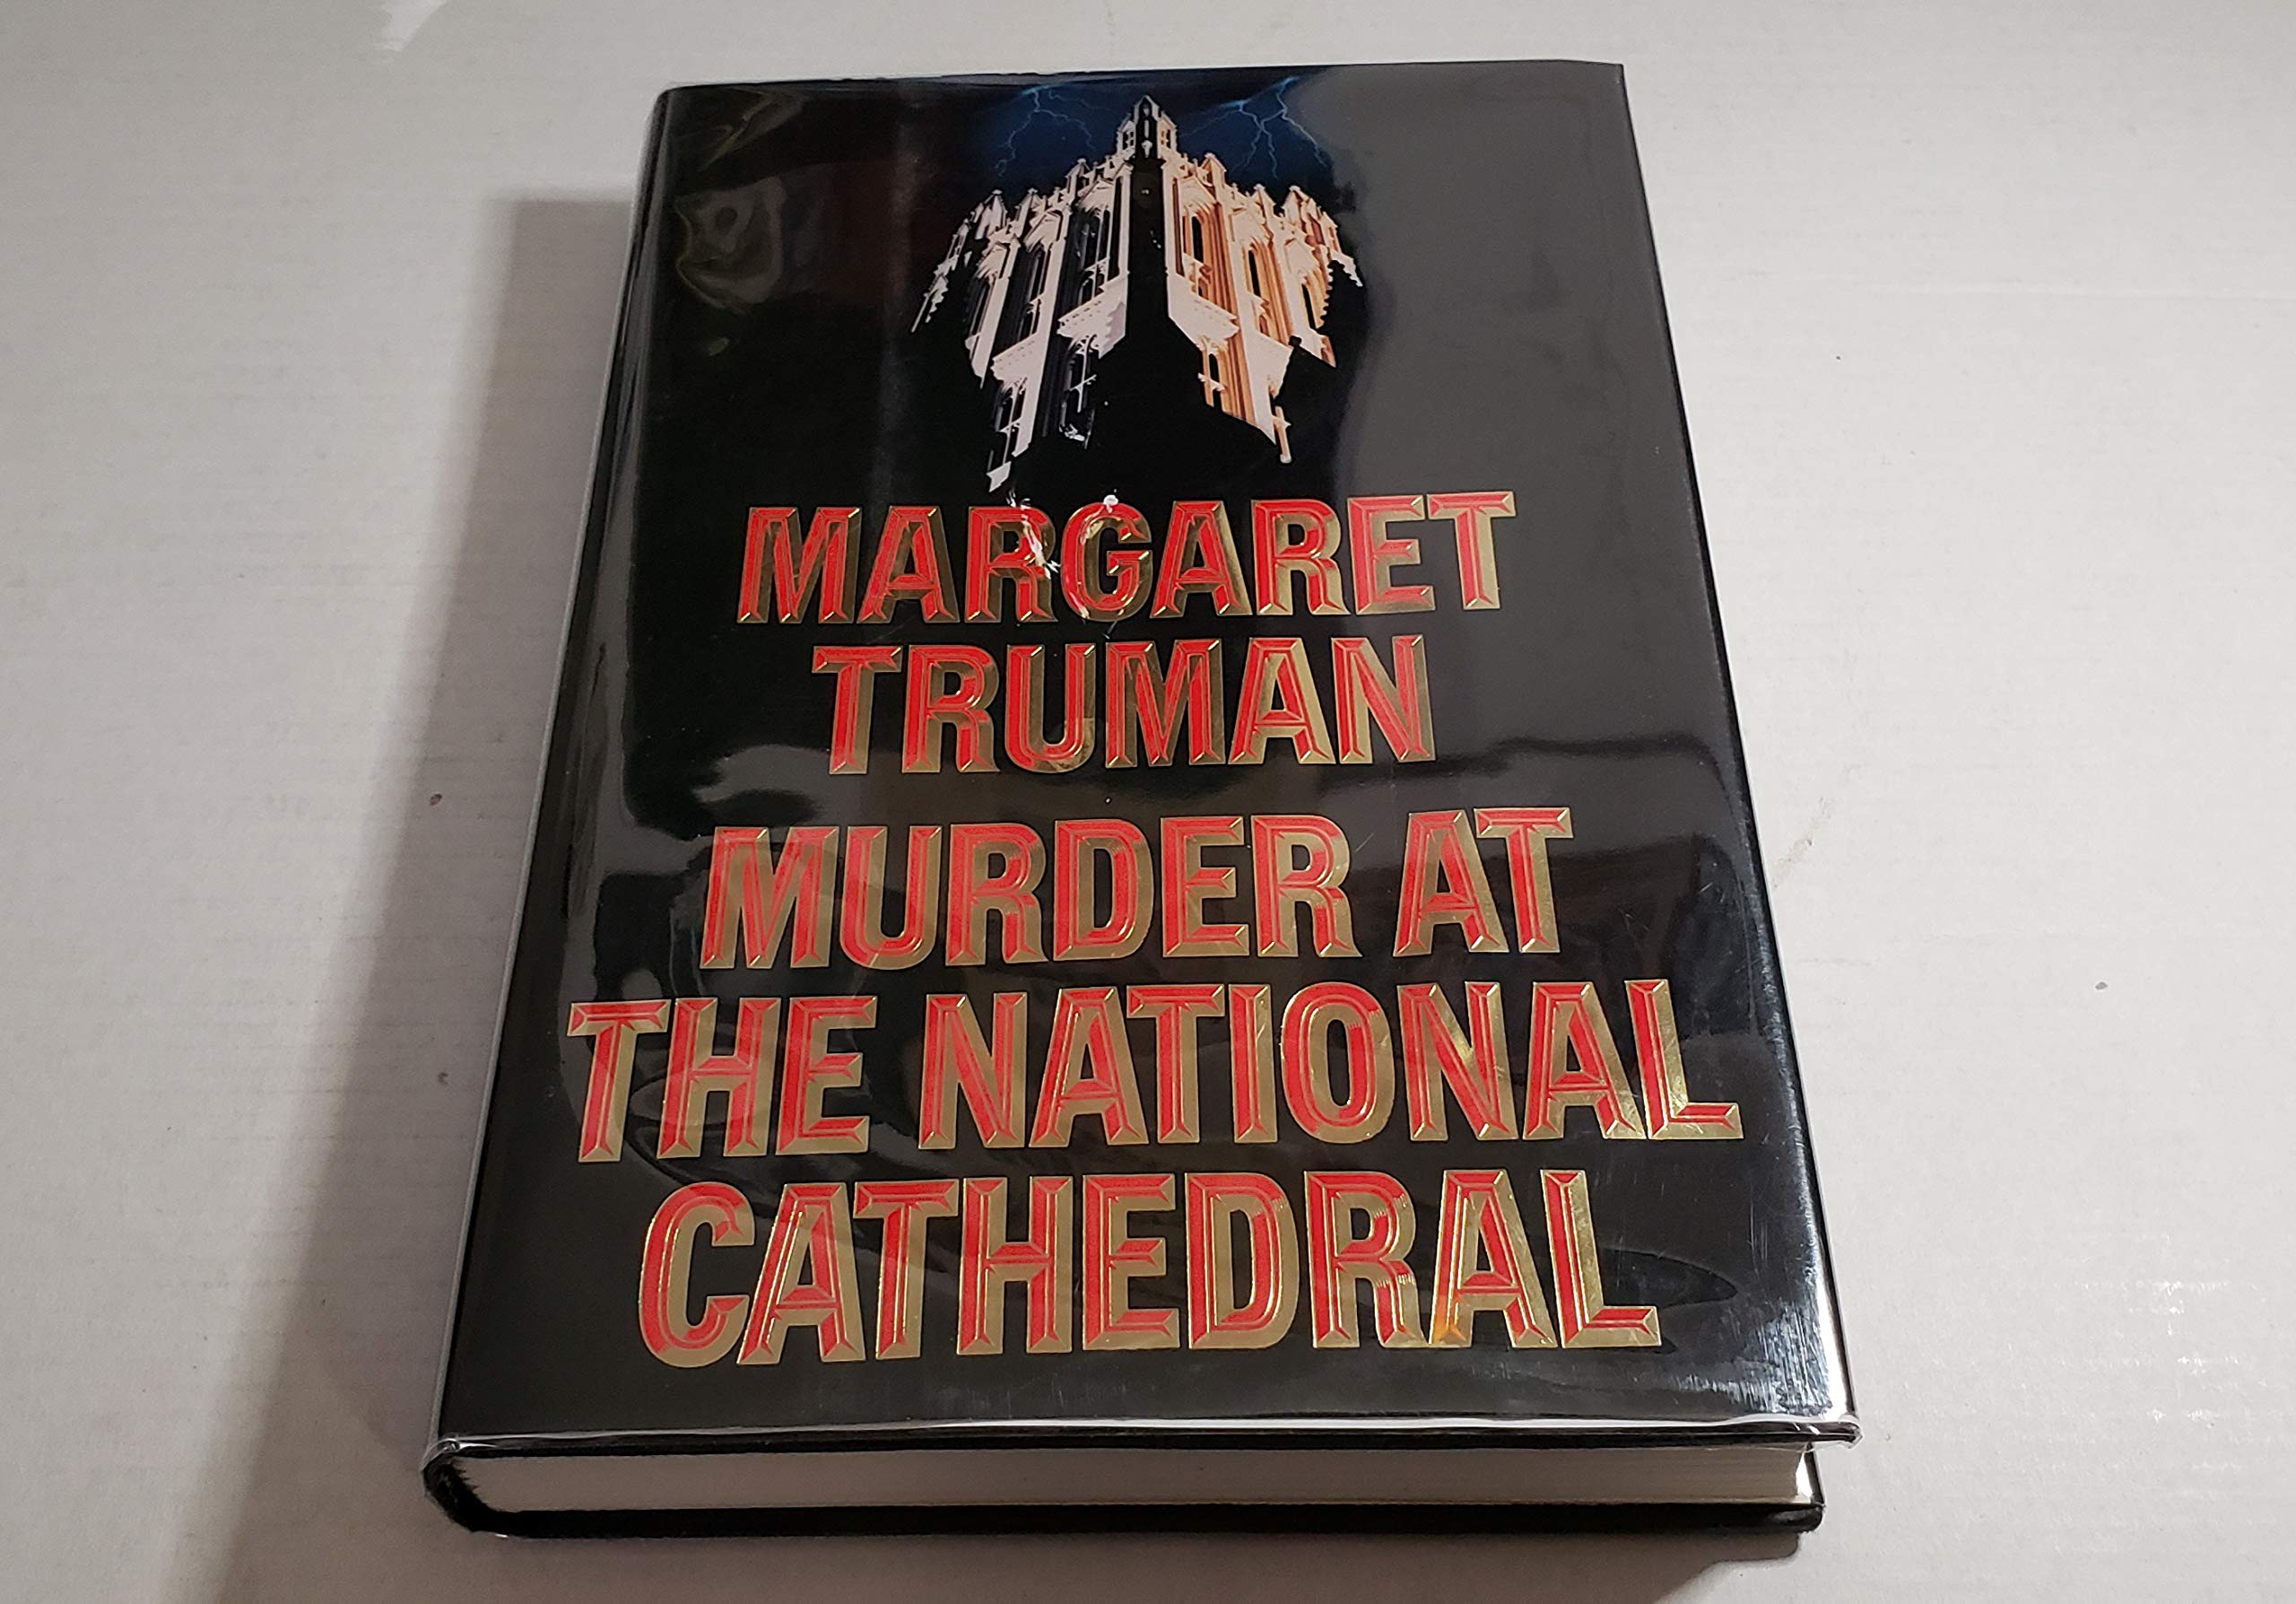 MARGARET
TRUMAN
MURDER AT
THE NATIONAL
CATHEDRAL